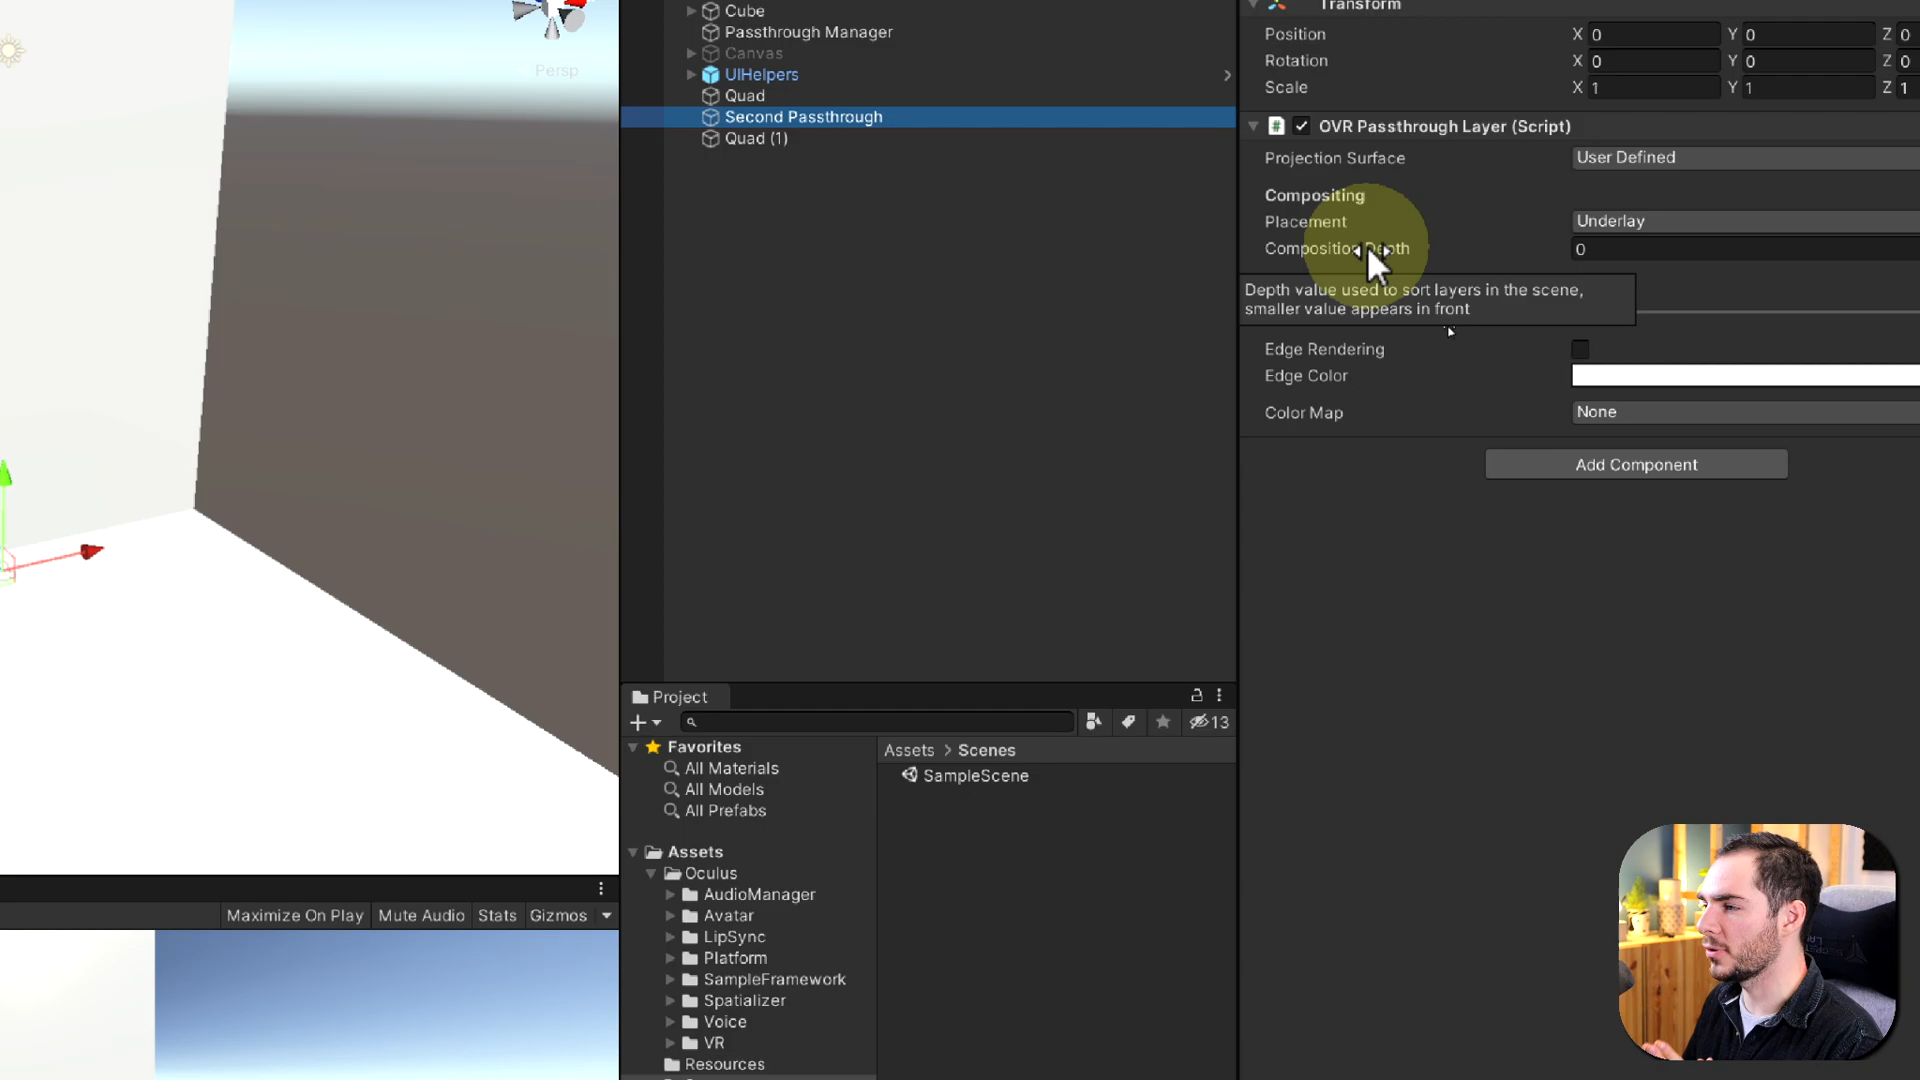 Persp
Cube
Passthrough Manager
Canvas
UIHelpers
Quad
Second Passthrough
Quad (1)
Transform
Position X 0 Y 0 Z 0
Rotation X 0 Y 0 Z 0
Scale X 1 Y 1 Z 1
# OVR Passthrough Layer (Script)
Projection Surface User Defined
Compositing
Placement Underlay
Composition Depth 0
Depth value used to sort layers in the scene,
smaller value appears in front
Edge Rendering
Edge Color
Color Map None
Add Component
Project
13
Favorites
All Materials
All Models
All Prefabs
Assets
Oculus
AudioManager
Avatar
LipSync
Platform
SampleFramework
Spatializer
Voice
VR
Resources
Assets > Scenes
SampleScene
Maximize On Play Mute Audio Stats Gizmos